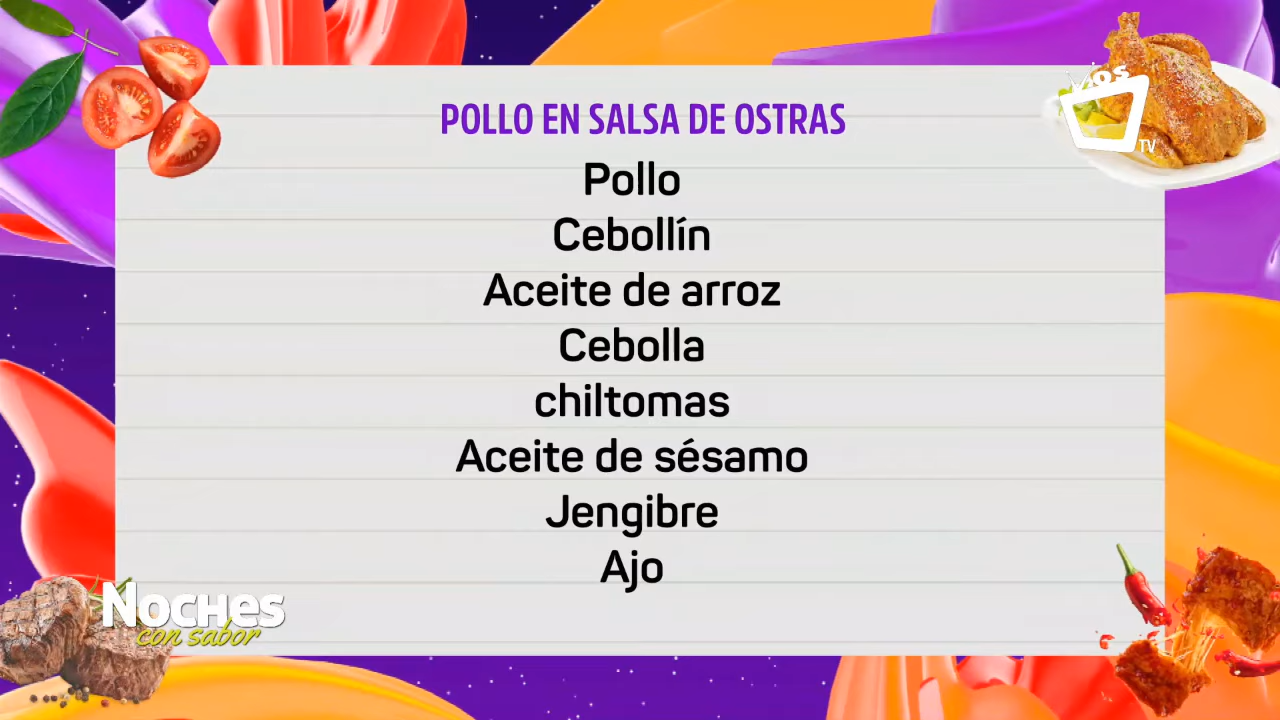 POLLO EN SALSA DE OSTRAS
VOS
TV
Pollo
Cebollín
Aceite de arroz
Cebolla
chiltomas
Aceite de sésamo
Jengibre
Ajo
NOCHES
con sabor